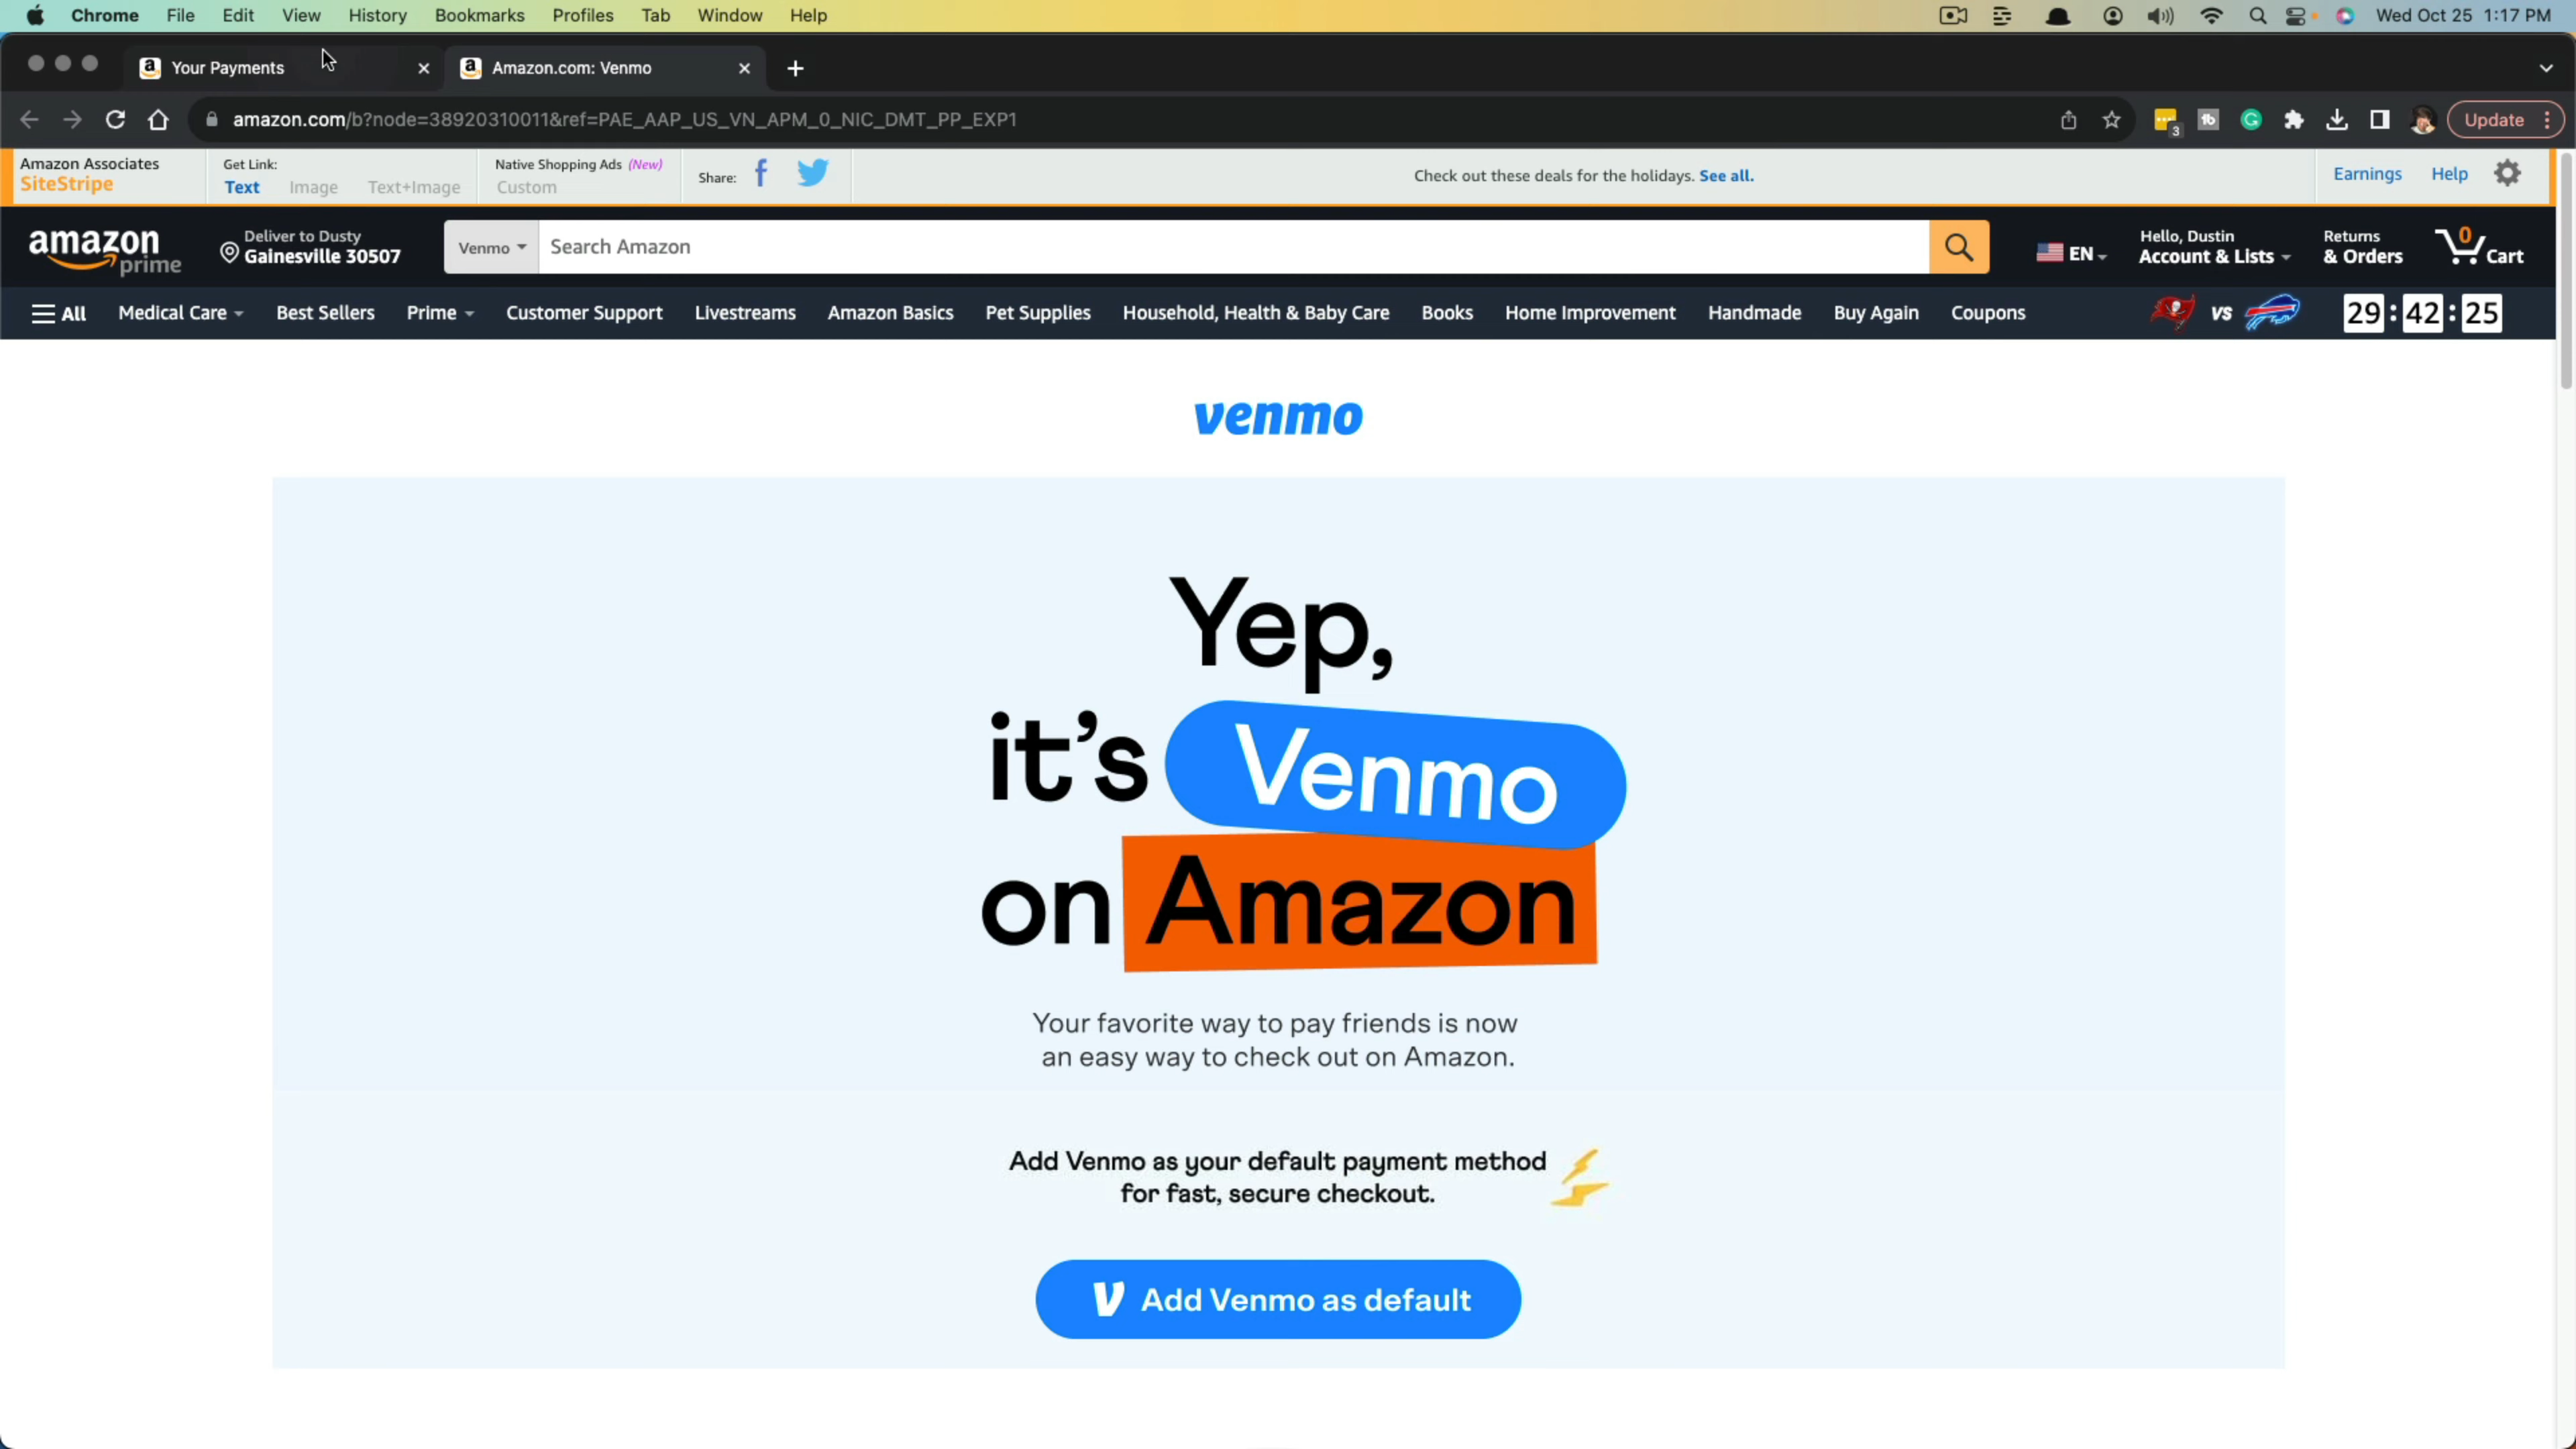 Chrome File Edit View History Bookmarks Profiles Tab Window Help Wed Oct 25 1:17 PM
Your Payments Amazon.com: Venmo
amazon.com/b?node=38920310011&ref=PAE_AAP_US_VN_APM_0_NIC_DMT_PP_EXP1 3 Update
Amazon Associates Get Link: Native Shopping Ads (New) Share: Check out these deals for the holidays. See all. Earnings Help
SiteStripe Text Image Text+Image Custom
amazon prime Deliver to Dusty Gainesville 30507 Venmo Search Amazon EN Hello, Dustin Account & Lists Returns & Orders 0 Cart
All Medical Care Best Sellers Prime Customer Support Livestreams Amazon Basics Pet Supplies Household, Health & Baby Care Books Home Improvement Handmade Buy Again Coupons VS 29:42:25
venmo
Yep,
it's Venmo
on Amazon
Your favorite way to pay friends is now
an easy way to check out on Amazon.
Add Venmo as your default payment method
for fast, secure checkout.
V Add Venmo as default